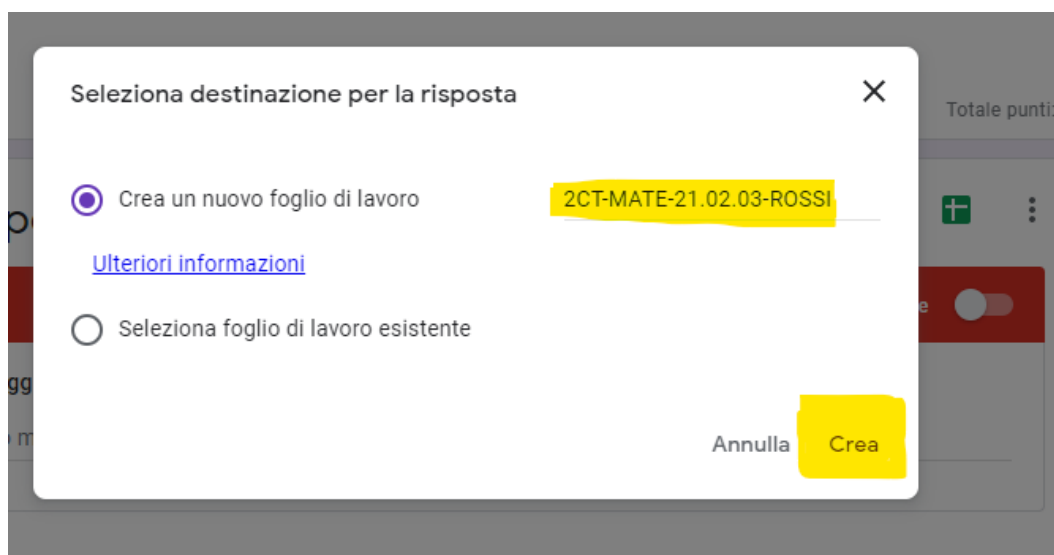 Seleziona destinazione per la risposta
Totale punti:
Crea un nuovo foglio di lavoro 2CT-MATE-21.02.03-ROSSI
Ulteriori informazioni
Seleziona foglio di lavoro esistente
Annulla Crea